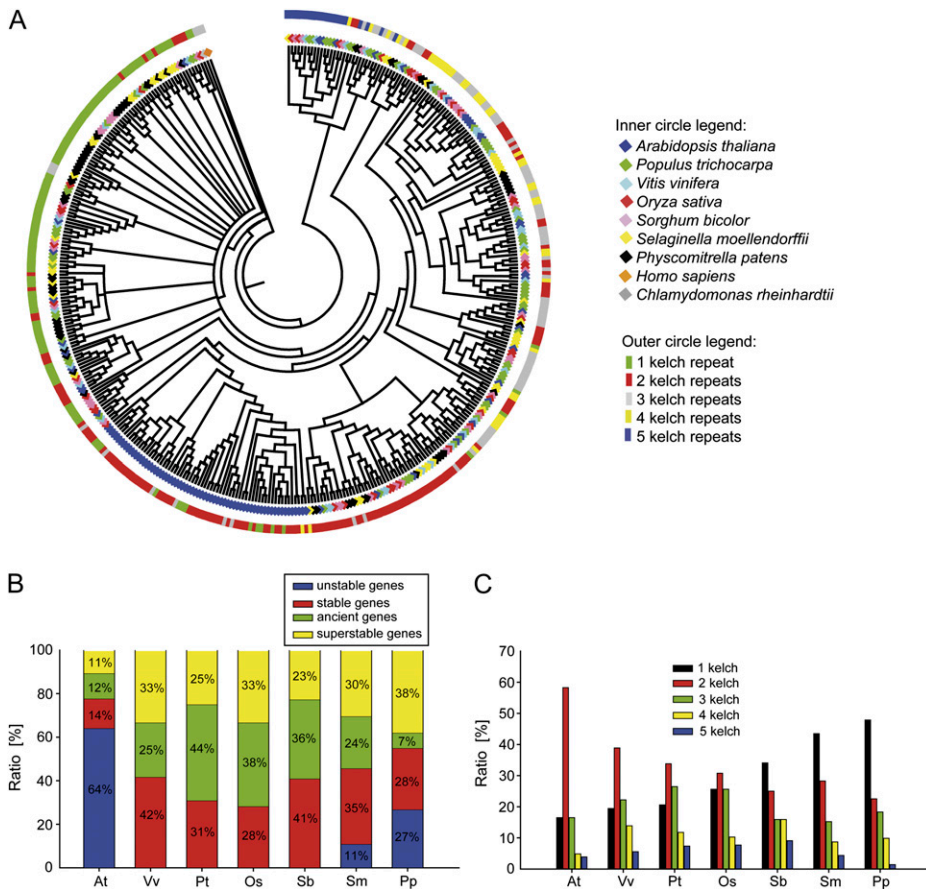 A
Inner circle legend:
Arabidopsis thaliana
Populus trichocarpa
Vitis vinifera
Oryza sativa
Sorghum bicolor
Selaginella moellendorffii
Physcomitrella patens
Homo sapiens
Chlamydomonas rheinhardtii
Outer circle legend:
1 kelch repeat
2 kelch repeats
3 kelch repeats
4 kelch repeats
5 kelch repeats
B
unstable genes
stable genes
ancient genes
superstable genes
Ratio [%]
100
80
60
40
20
0
11%
12%
14%
64%
33%
25%
42%
25%
44%
31%
33%
38%
28%
23%
36%
41%
30%
24%
35%
11%
38%
7%
28%
27%
At Vv Pt Os Sb Sm Pp
C
1 kelch
2 kelch
3 kelch
4 kelch
5 kelch
Ratio [%]
70
60
50
40
30
20
10
0
At Vv Pt Os Sb Sm Pp